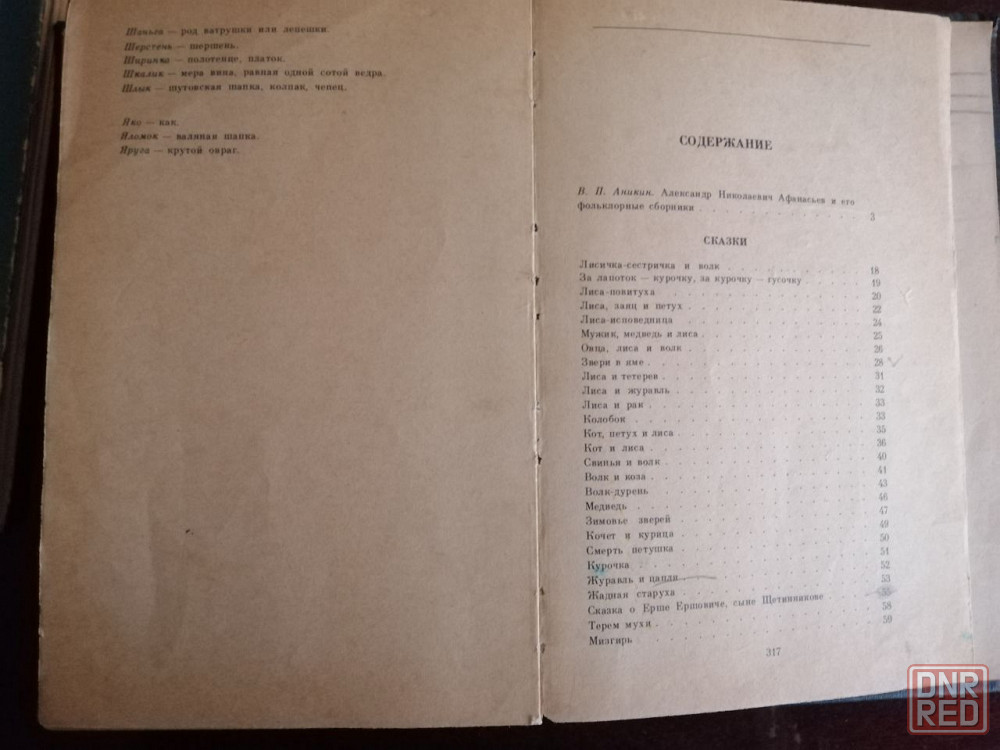 Шаньга — род ватрушки или лепешки.
Шерстень — шершень.
Ширинка — полотенце, платок.
Шкалик — мера вина, равная одной сотой ведра.
Шлык — шутовская шапка, колпак, чепец.
Яко — как.
Яломок — валяная шапка.
Яруга — крутой овраг.
СОДЕРЖАНИЕ
В. П. Аникин. Александр Николаевич Афанасьев и его
фольклорные сборники . . . 3
СКАЗКИ
Лисичка-сестричка и волк . . . 18
За лапоток — курочку, за курочку — гусочку . . . 19
Лиса-повитуха . . . 20
Лиса, заяц и петух . . . 22
Лиса-исповедница . . . 24
Мужик, медведь и лиса . . . 25
Овца, лиса и волк . . . 26
Звери в яме . . . 28
Лиса и тетерев . . . 31
Лиса и журавль . . . 32
Лиса и рак . . . 33
Колобок . . . 33
Кот, петух и лиса . . . 35
Кот и лиса . . . 36
Свинья и волк . . . 40
Волк и коза . . . 41
Волк-дурень . . . 43
Медведь . . . 46
Зимовье зверей . . . 47
Кочет и курица . . . 49
Смерть петушка . . . 50
Курочка . . . 51
Журавль и цапля . . . 52
Жадная старуха . . . 53
Сказка о Ерше Ершовиче, сыне Щетинникове . . . 55
Терем мухи . . . 58
Мизгирь . . . 59
317
DNR
RED